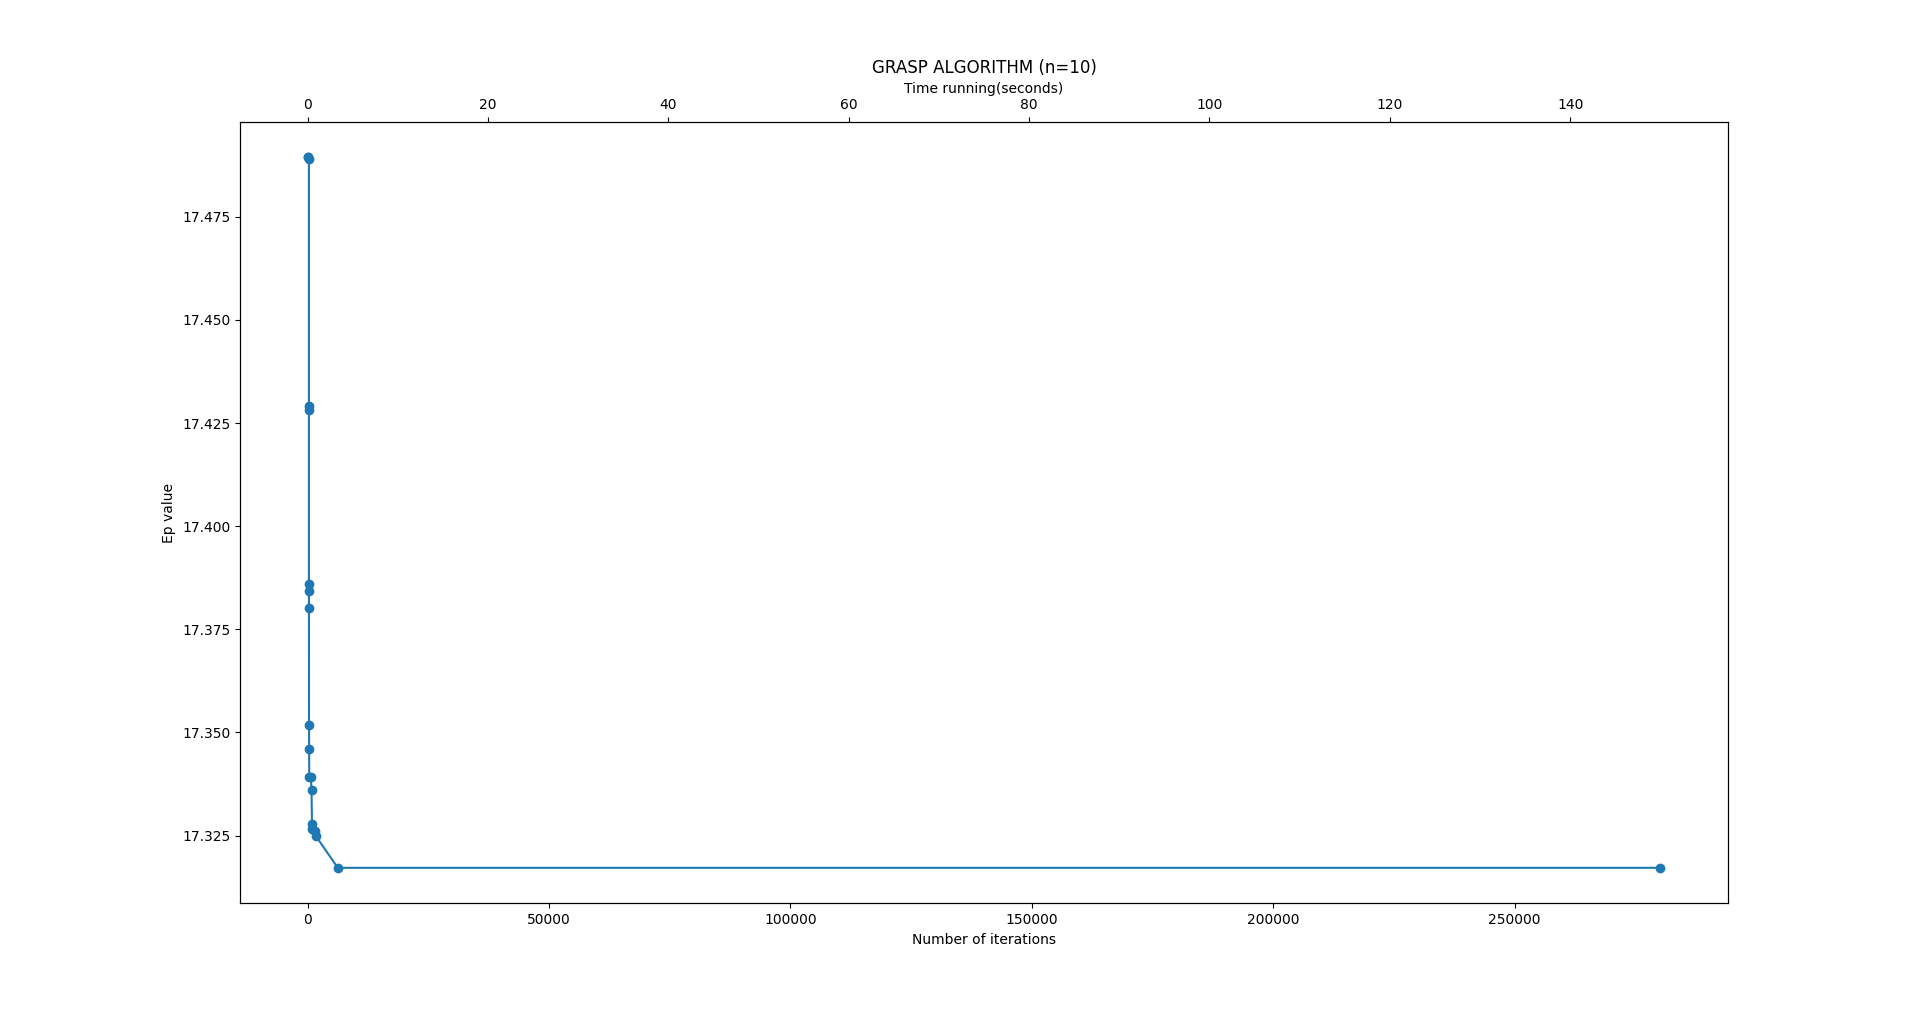 GRASP ALGORITHM (n=10)
Time running(seconds)
0 20 40 60 80 100 120 140
17.475
17.450
17.425
17.400
Ep value
17.375
17.350
17.325
0 50000 100000 150000 200000 250000
Number of iterations